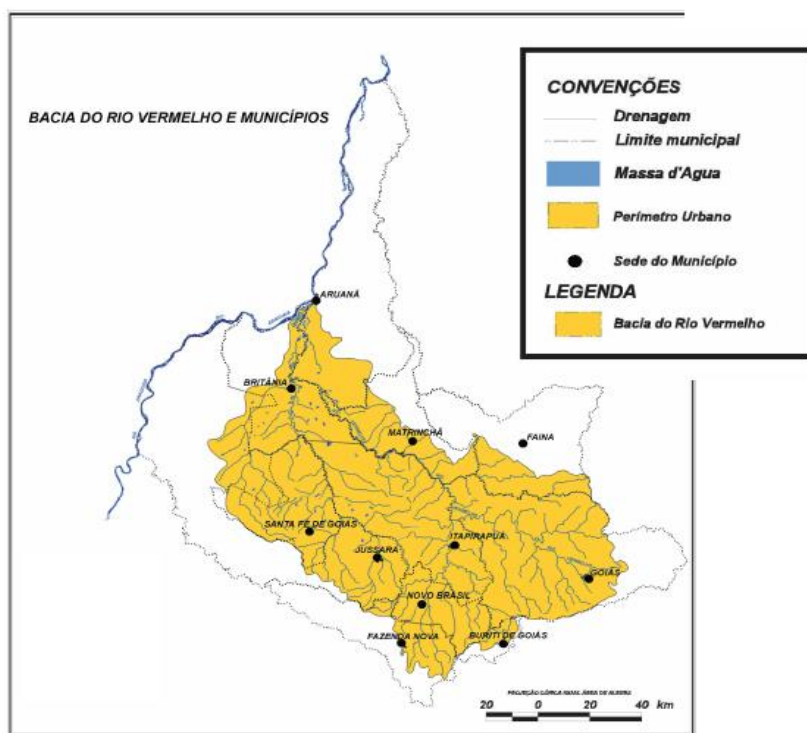 BACIA DO RIO VERMELHO E MUNICÍPIOS
CONVENÇÕES
Drenagem
Limite municipal
Massa d'Agua
Perímetro Urbano
Sede do Município
LEGENDA
Bacia do Rio Vermelho
ARUANÃ
BRITÂNIA
MATRINCHÃ
FAINA
SANTA FÉ DE GOIÁS
ITAPIRAPUÃ
JUSSARA
GOIÁS
NOVO BRASIL
FAZENDA NOVA
BURITI DE GOIÁS
20 0 20 40 km